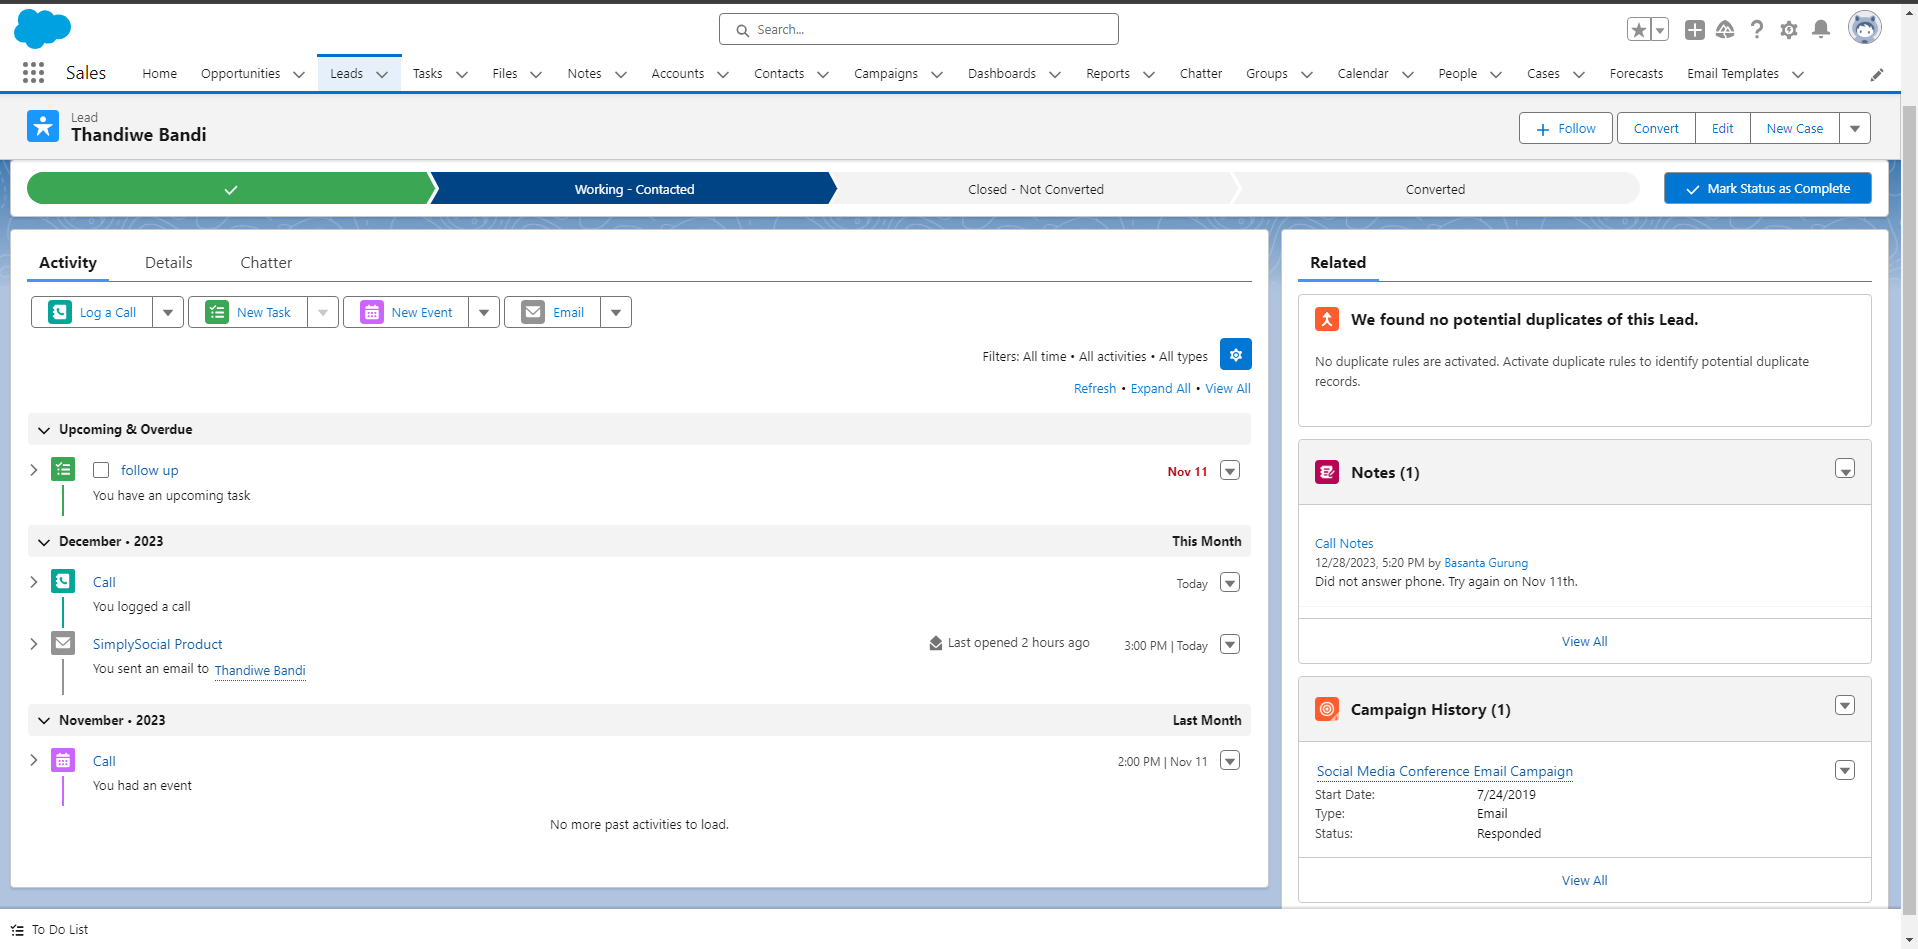 Search...
Sales Home Opportunities Leads Tasks Files Notes Accounts Contacts Campaigns Dashboards Reports Chatter Groups Calendar People Cases Forecasts Email Templates
Lead
Thandiwe Bandi
Follow Convert Edit New Case
Working - Contacted Closed - Not Converted Converted Mark Status as Complete
Activity Details Chatter
Log a Call New Task New Event Email
Filters: All time • All activities • All types
Refresh • Expand All • View All
Upcoming & Overdue
follow up Nov 11
You have an upcoming task
December • 2023 This Month
Call Today
You logged a call
SimplySocial Product Last opened 2 hours ago 3:00 PM | Today
You sent an email to Thandiwe Bandi
November • 2023 Last Month
Call 2:00 PM | Nov 11
You had an event
No more past activities to load.
Related
We found no potential duplicates of this Lead.
No duplicate rules are activated. Activate duplicate rules to identify potential duplicate
records.
Notes (1)
Call Notes
12/28/2023, 5:20 PM by Basanta Gurung
Did not answer phone. Try again on Nov 11th.
View All
Campaign History (1)
Social Media Conference Email Campaign
Start Date: 7/24/2019
Type: Email
Status: Responded
View All
To Do List